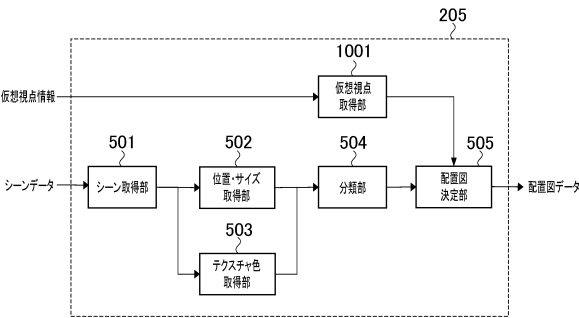 205
1001
仮想視点情報
仮想視点
取得部
501
502
504
505
シーンデータ
シーン取得部
位置・サイズ
取得部
分類部
配置図
決定部
配置図データ
503
テクスチャ色
取得部